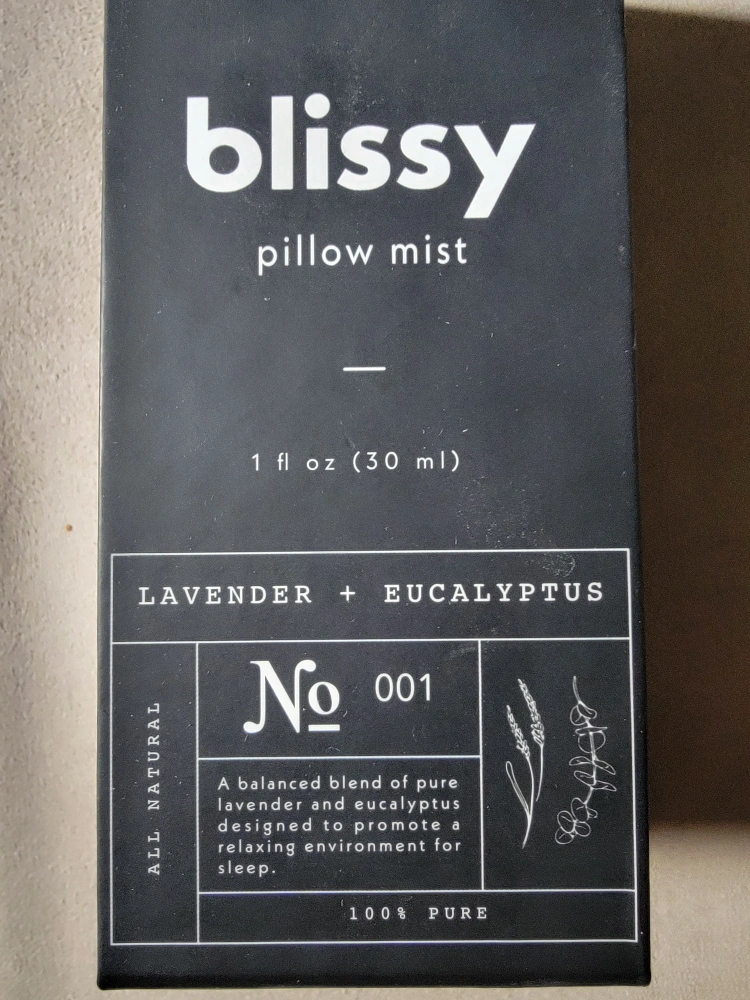 blissy
pillow mist
1 fl oz (30 ml)
LAVENDER + EUCALYPTUS
ALL NATURAL
No 001
A balanced blend of pure
lavender and eucalyptus
designed to promote a
relaxing environment for
sleep.
100% PURE